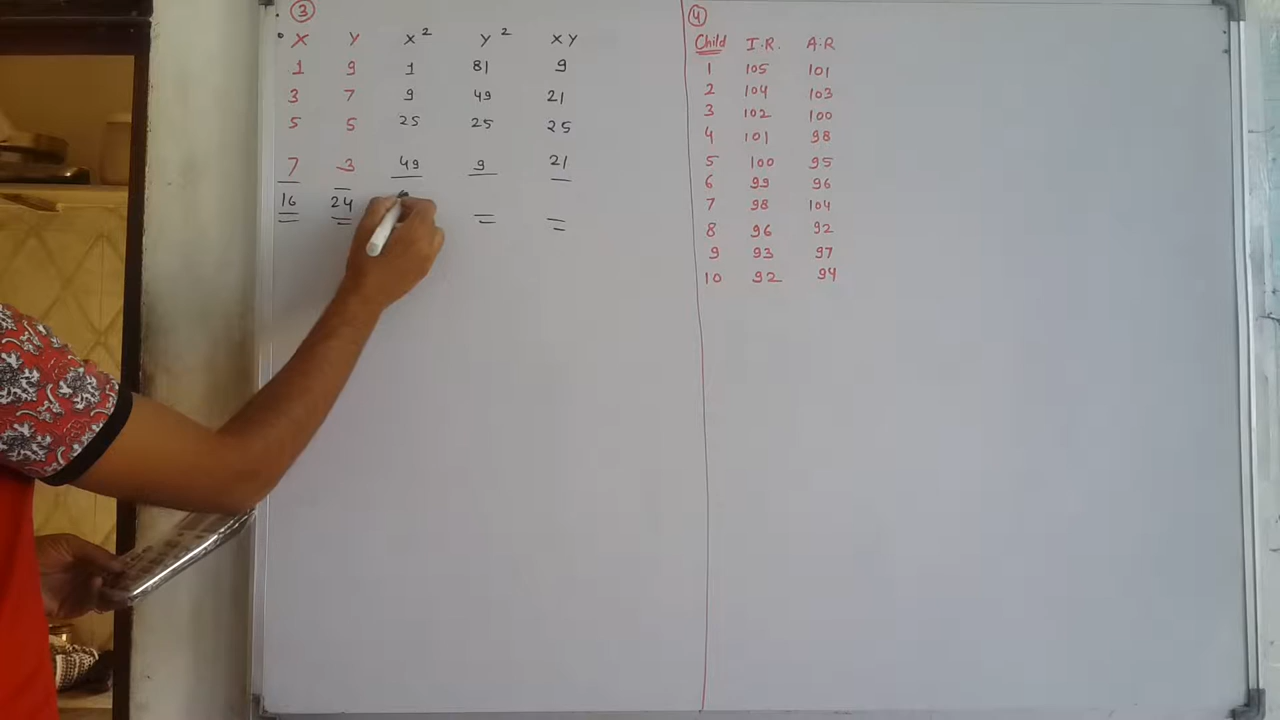 3
X Y X² Y² XY
1 9 1 81 9
3 7 9 49 21
5 5 25 25 25
7 3 49 9 21
16 24
4
Child I.R. A.R
1 105 101
2 104 103
3 102 100
4 101 98
5 100 95
6 99 96
7 98 104
8 96 92
9 93 97
10 92 94